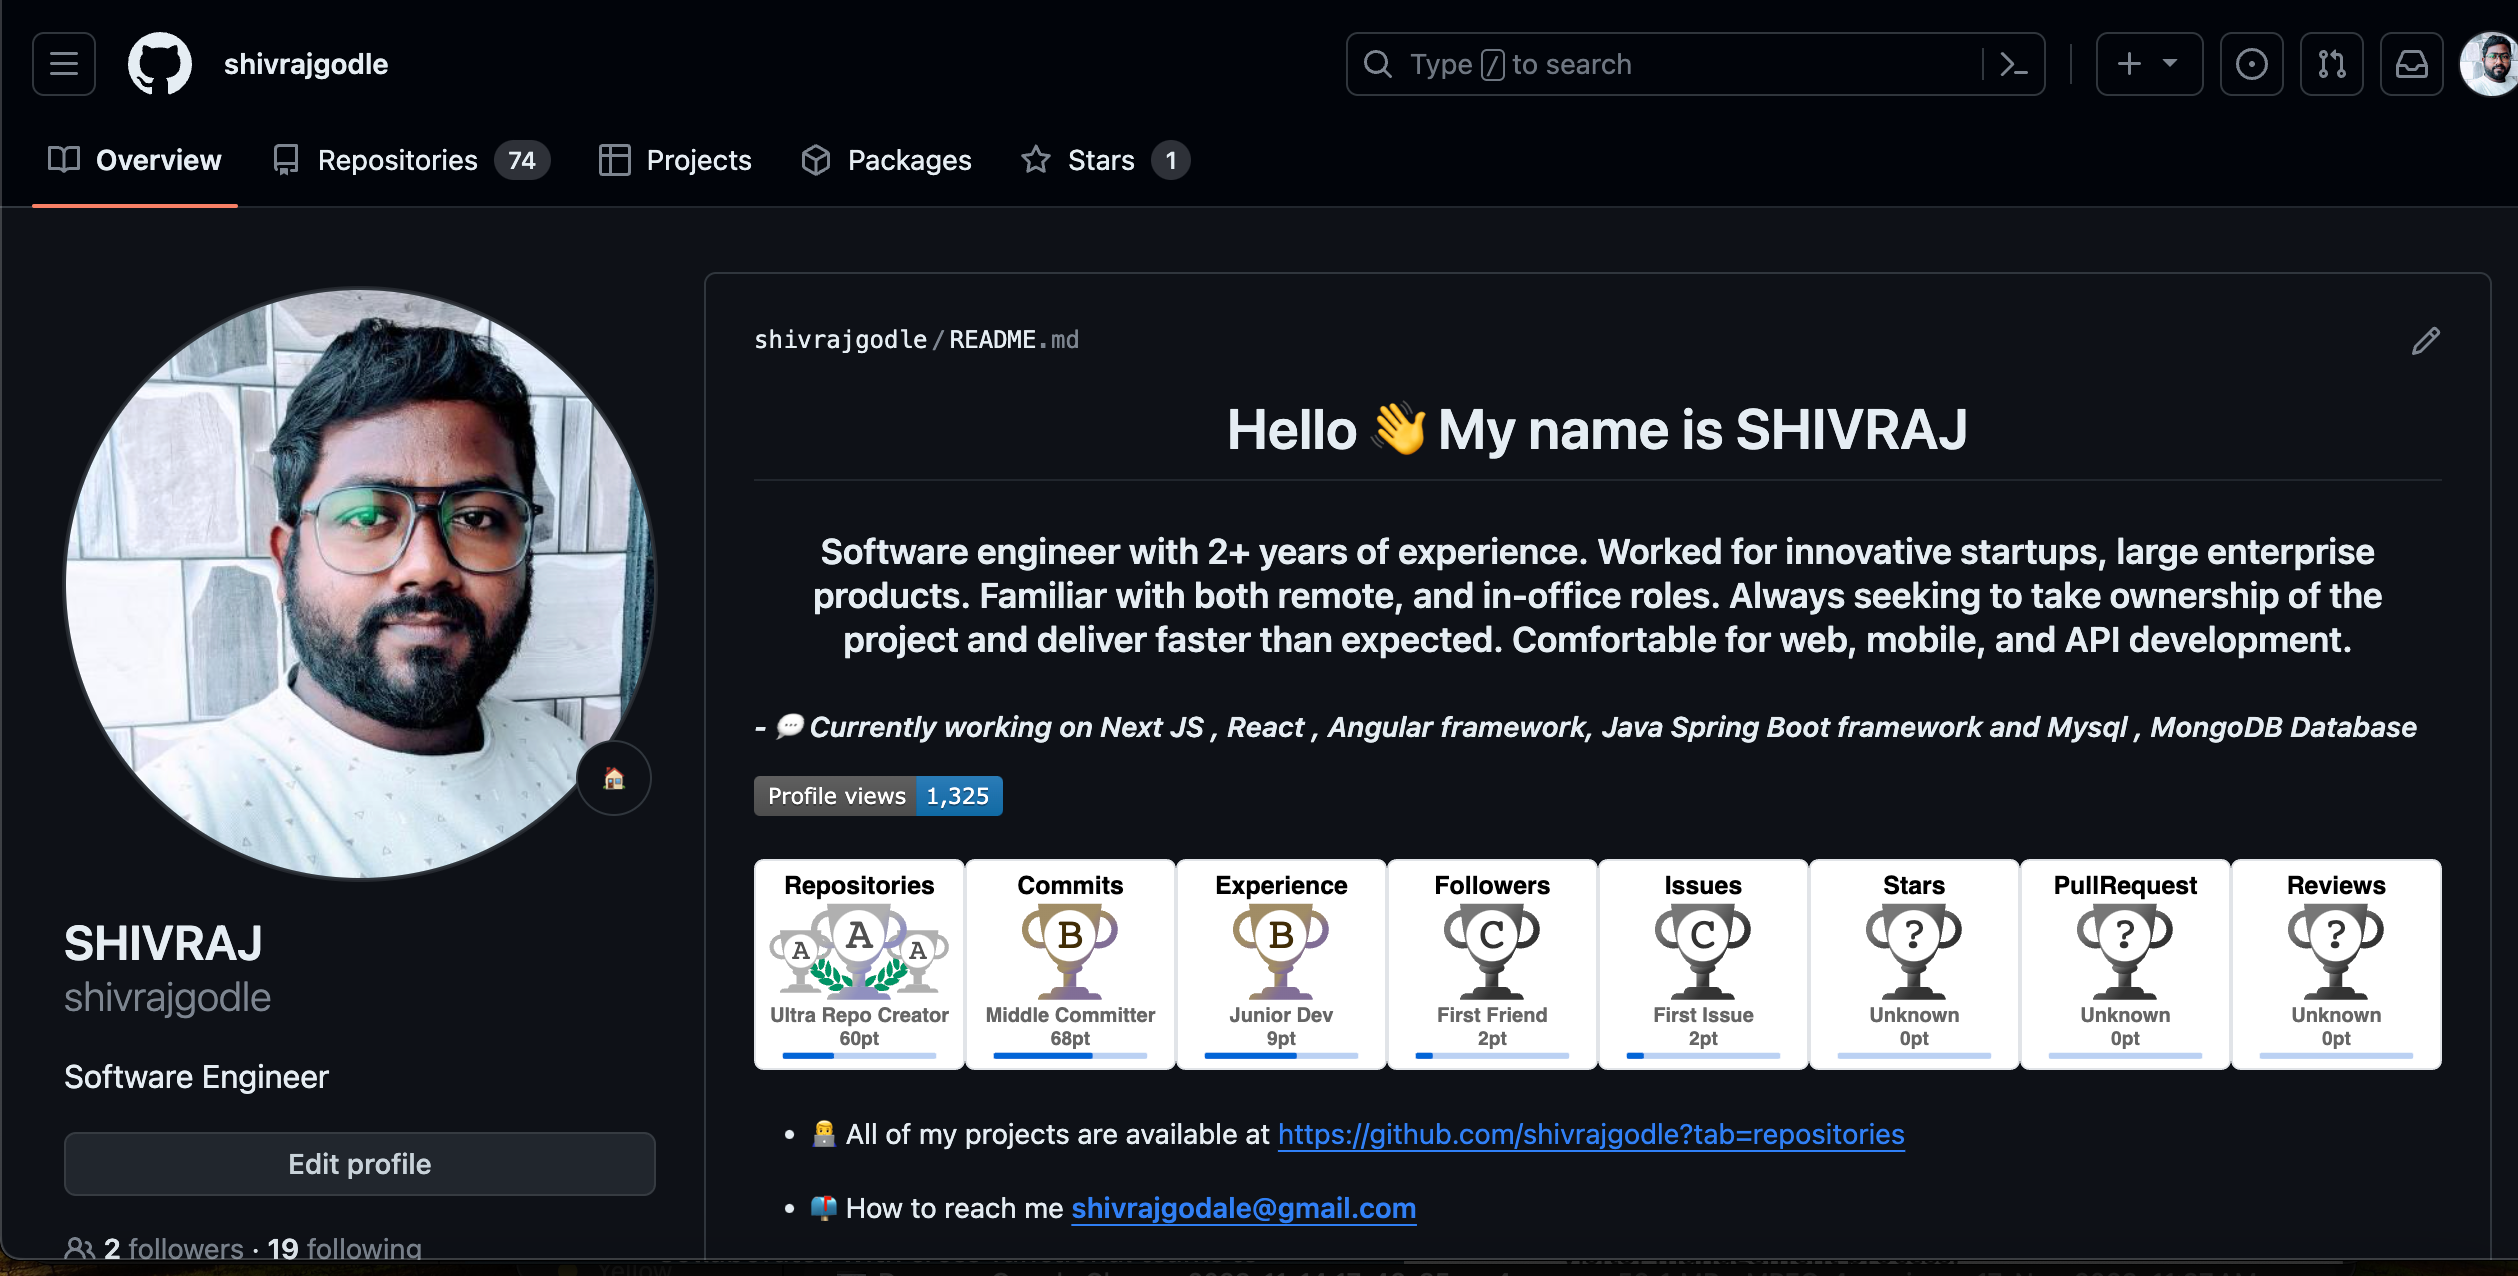 shivrajgodle
Type / to search
Overview
Repositories 74
Projects
Packages
Stars 1
shivrajgodle/README.md
Hello 👋 My name is SHIVRAJ
Software engineer with 2+ years of experience. Worked for innovative startups, large enterprise
products. Familiar with both remote, and in-office roles. Always seeking to take ownership of the
project and deliver faster than expected. Comfortable for web, mobile, and API development.
- 💬 Currently working on Next JS , React , Angular framework, Java Spring Boot framework and Mysql , MongoDB Database
Profile views 1,325
Repositories
A A A
Ultra Repo Creator
60pt
Commits
B
Middle Committer
68pt
Experience
B
Junior Dev
9pt
Followers
C
First Friend
2pt
Issues
C
First Issue
2pt
Stars
?
Unknown
0pt
PullRequest
?
Unknown
0pt
Reviews
?
Unknown
0pt
• 👨‍💻 All of my projects are available at https://github.com/shivrajgodle?tab=repositories
• 📫 How to reach me shivrajgodale@gmail.com
SHIVRAJ
shivrajgodle
Software Engineer
Edit profile
2 followers · 19 following